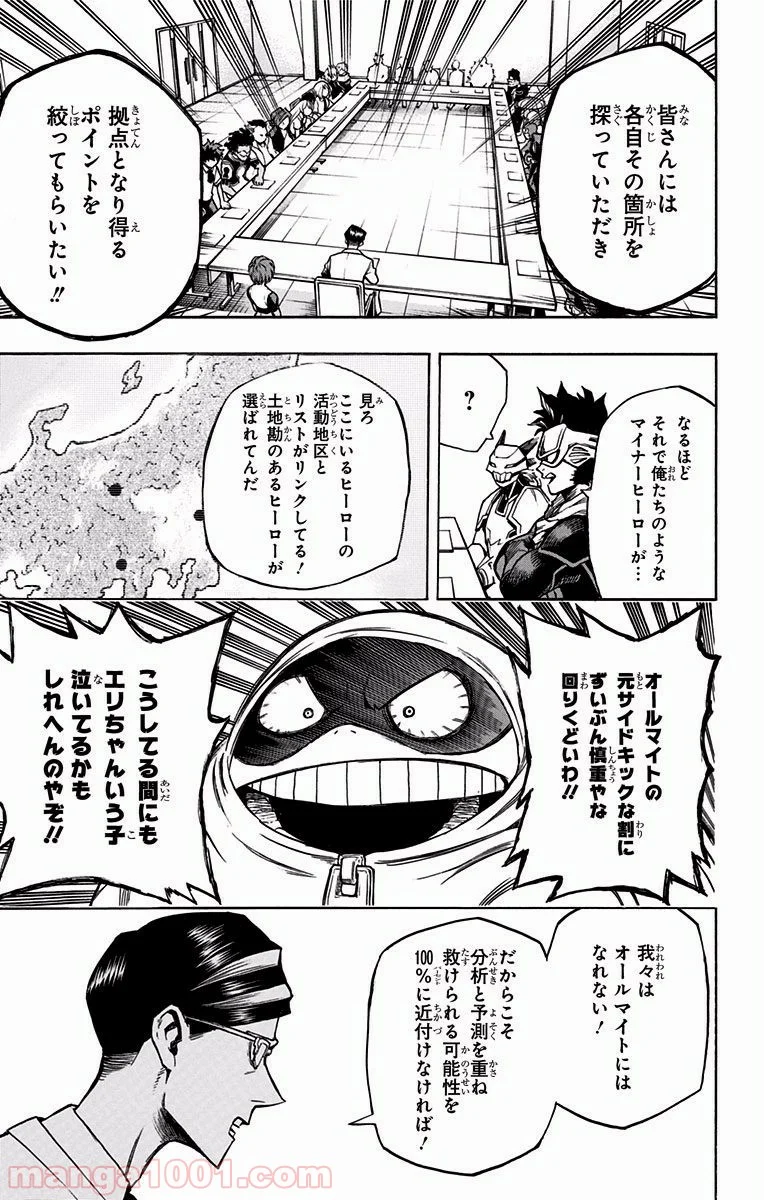 皆さんには
各自その箇所を
探っていただき
拠点となり得る
ポイントを
絞ってもらいたい!!
なるほど
それで俺たちのような
マイナーヒーローが…
?
見ろ
ここにいるヒーローの
活動地区と
リストがリンクしてる!
土地勘のあるヒーローが
選ばれてんだ
オールマイトの
元サイドキックな割に
ずいぶん慎重やな
回りくどいわ!!
こうしてる間にも
エリちゃんいう子
泣いてるかも
しれへんのやぞ!!
我々は
オールマイトには
なれない!
だからこそ
分析と予測を重ね
救けられる可能性を
100%に近付けなければ!
manga1001.com